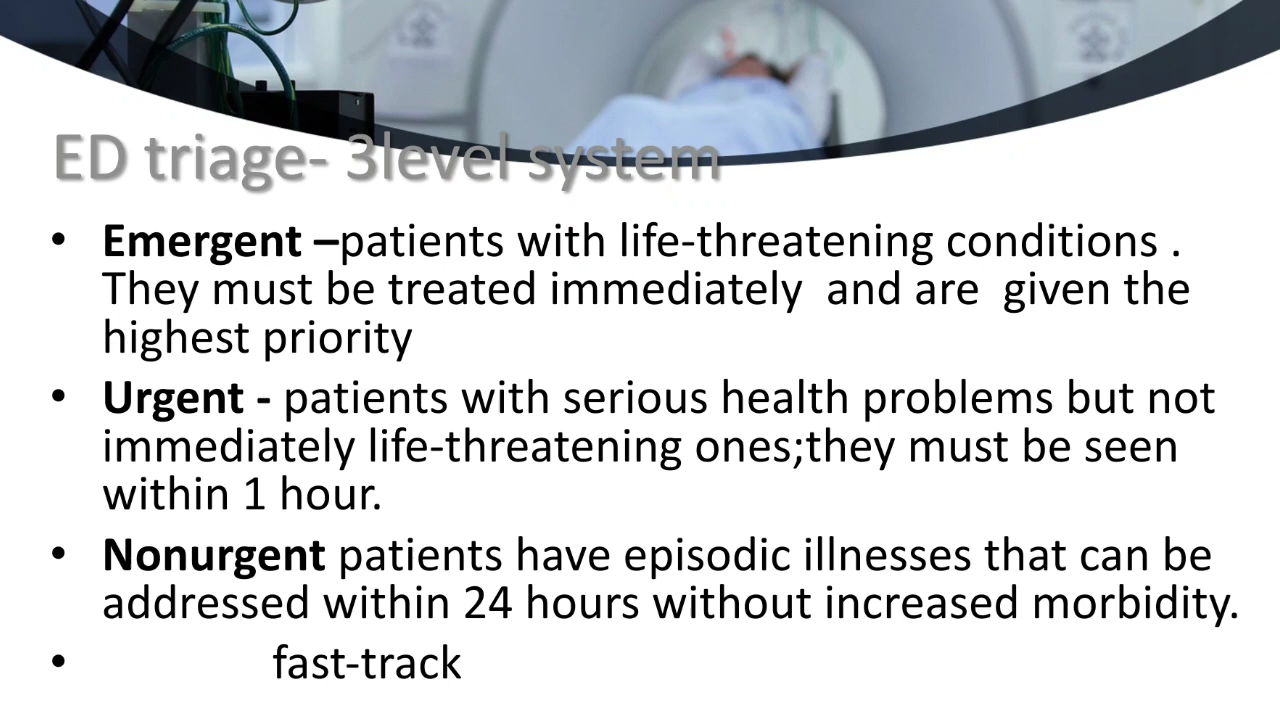 ED triage- 3level system
• Emergent –patients with life-threatening conditions .
They must be treated immediately  and are  given the
highest priority
• Urgent - patients with serious health problems but not
immediately life-threatening ones;they must be seen
within 1 hour.
• Nonurgent patients have episodic illnesses that can be
addressed within 24 hours without increased morbidity.
• fast-track